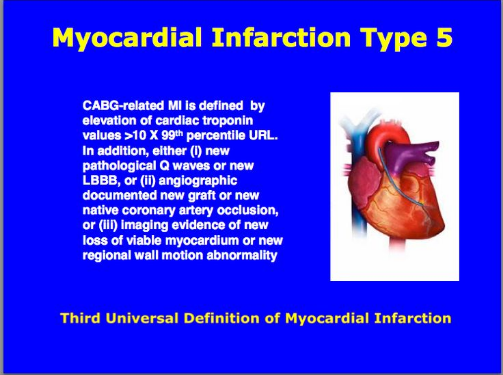 Myocardial Infarction Type 5
CABG-related MI is defined by
elevation of cardiac troponin
values >10 X 99th percentile URL.
In addition, either (i) new
pathological Q waves or new
LBBB, or (ii) angiographic
documented new graft or new
native coronary artery occlusion,
or (iii) imaging evidence of new
loss of viable myocardium or new
regional wall motion abnormality
Third Universal Definition of Myocardial Infarction